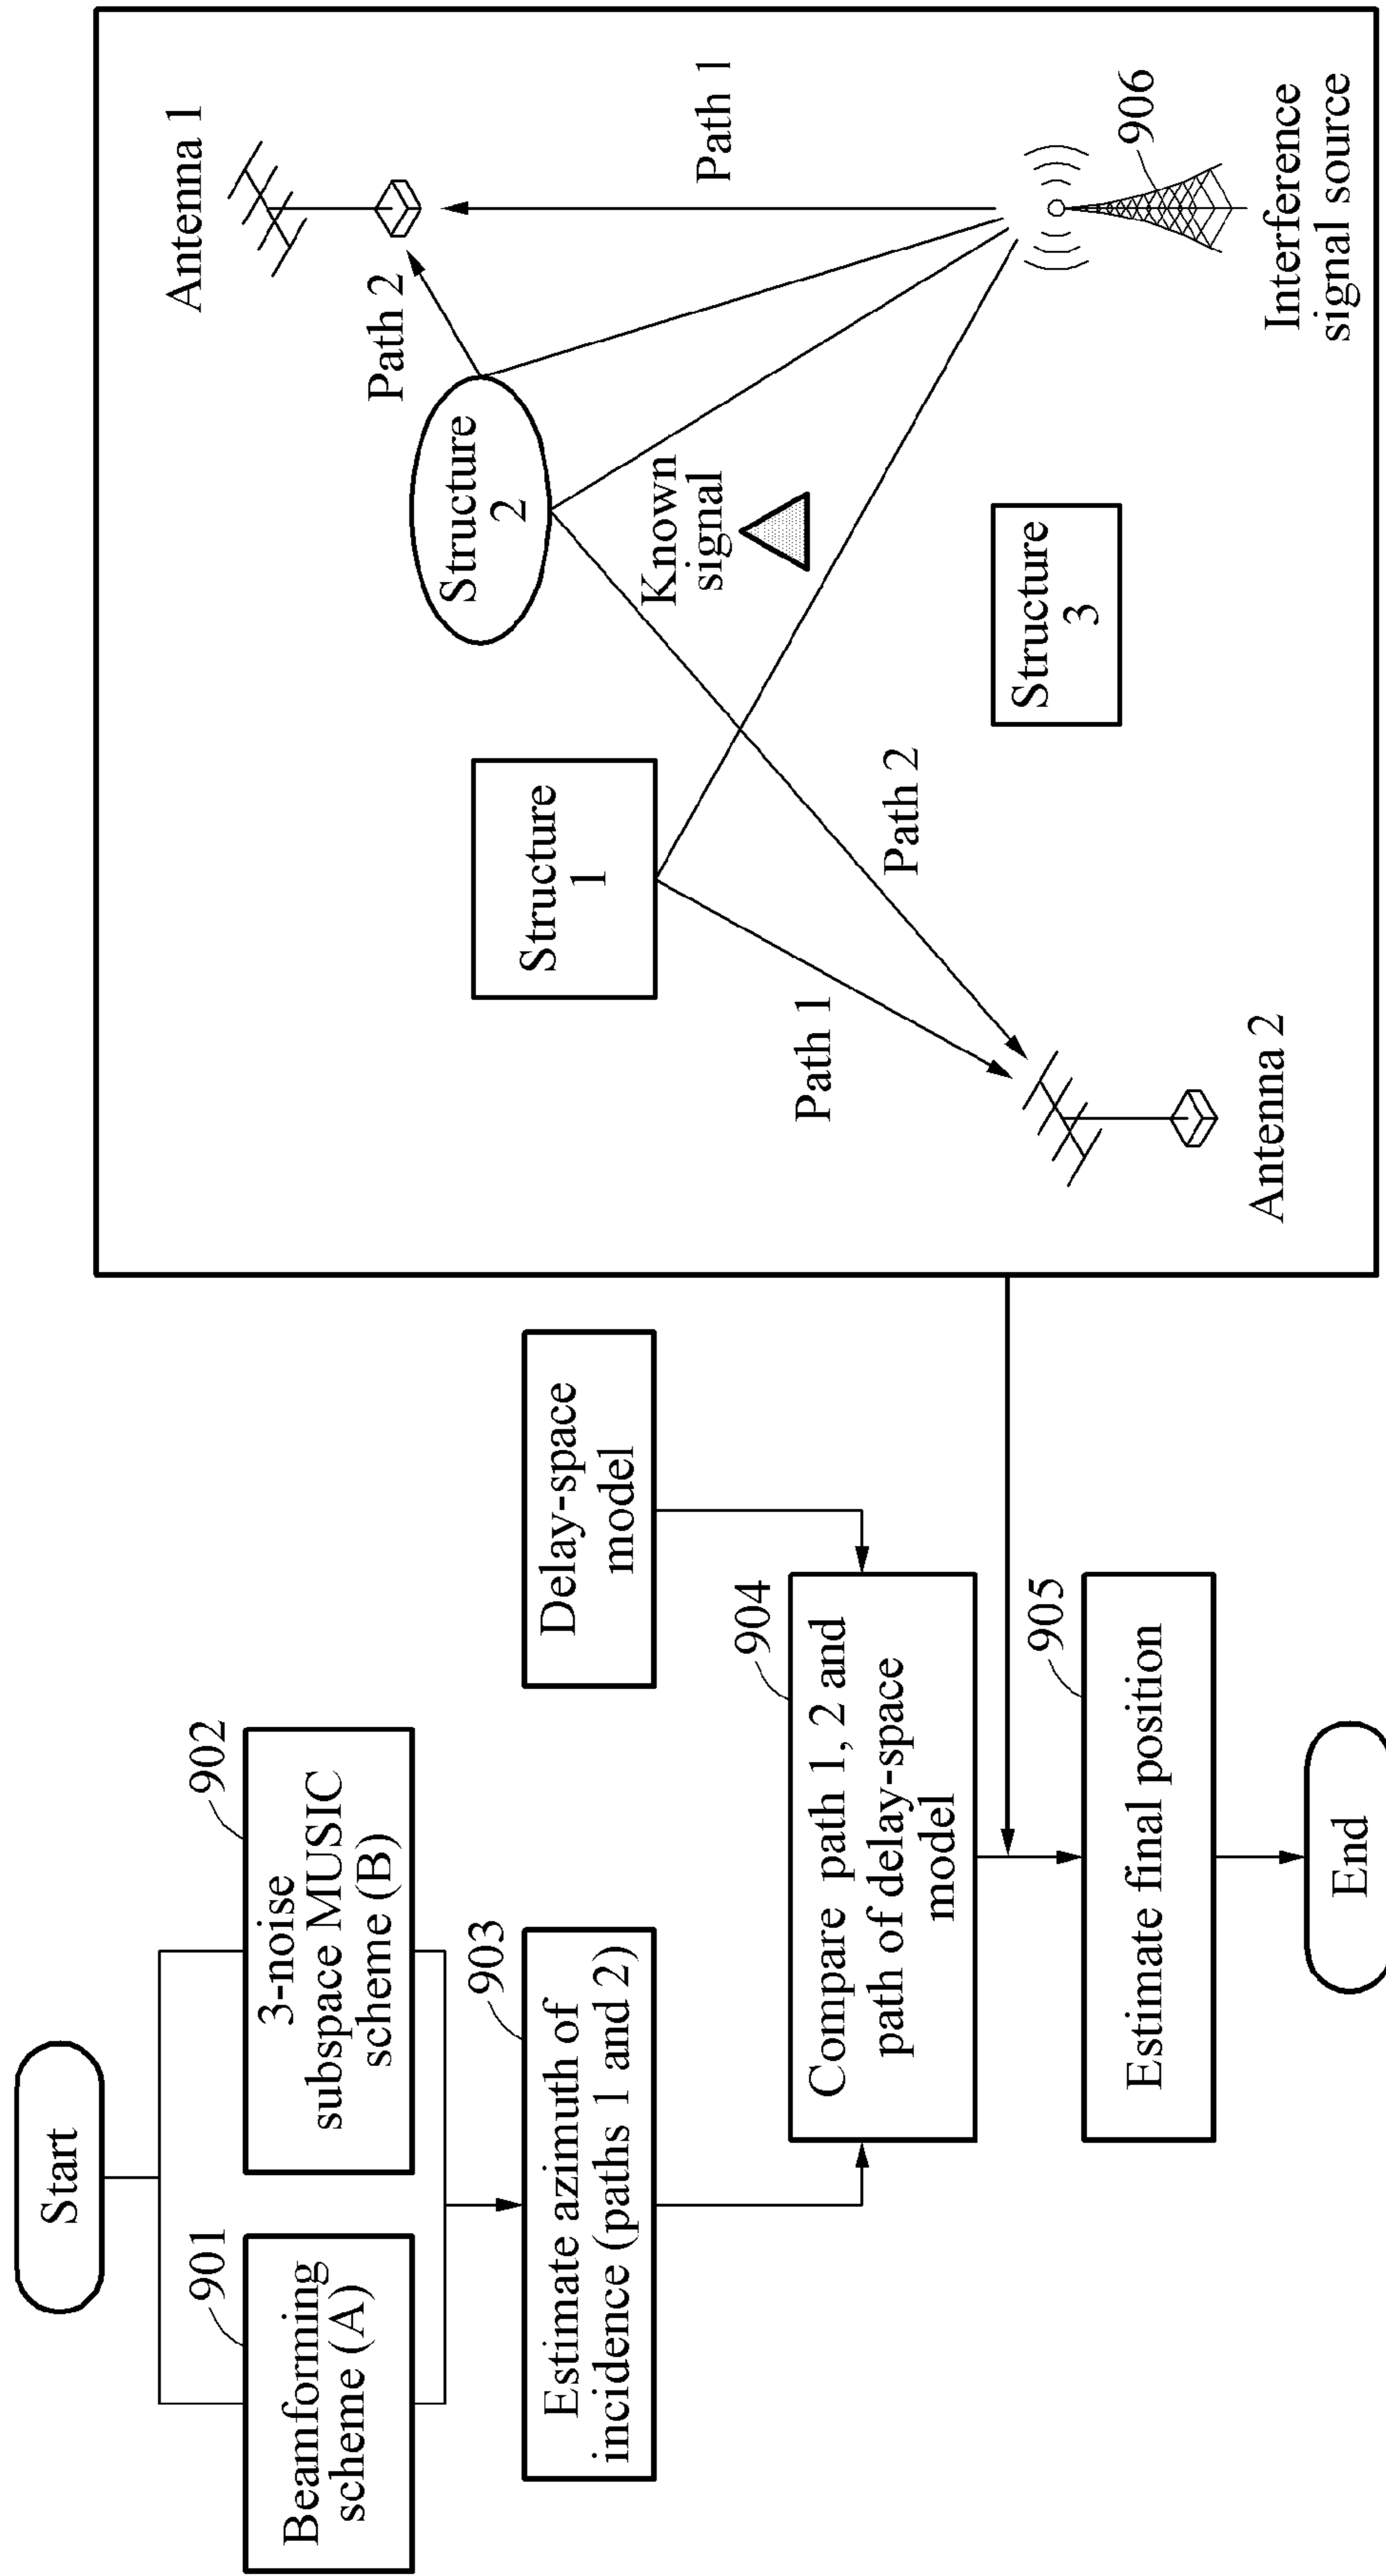 Start
901
Beamforming
scheme (A)
902
3-noise
subspace MUSIC
scheme (B)
903
Estimate azimuth of
incidence (paths 1 and 2)
Delay-space
model
904
Compare path 1, 2 and
path of delay-space
model
905
Estimate final position
End
Antenna 1
Path 2
Path 1
Structure
2
Structure
1
Known
signal
Path 2
Path 1
Structure
3
906
Antenna 2
Interference
signal source